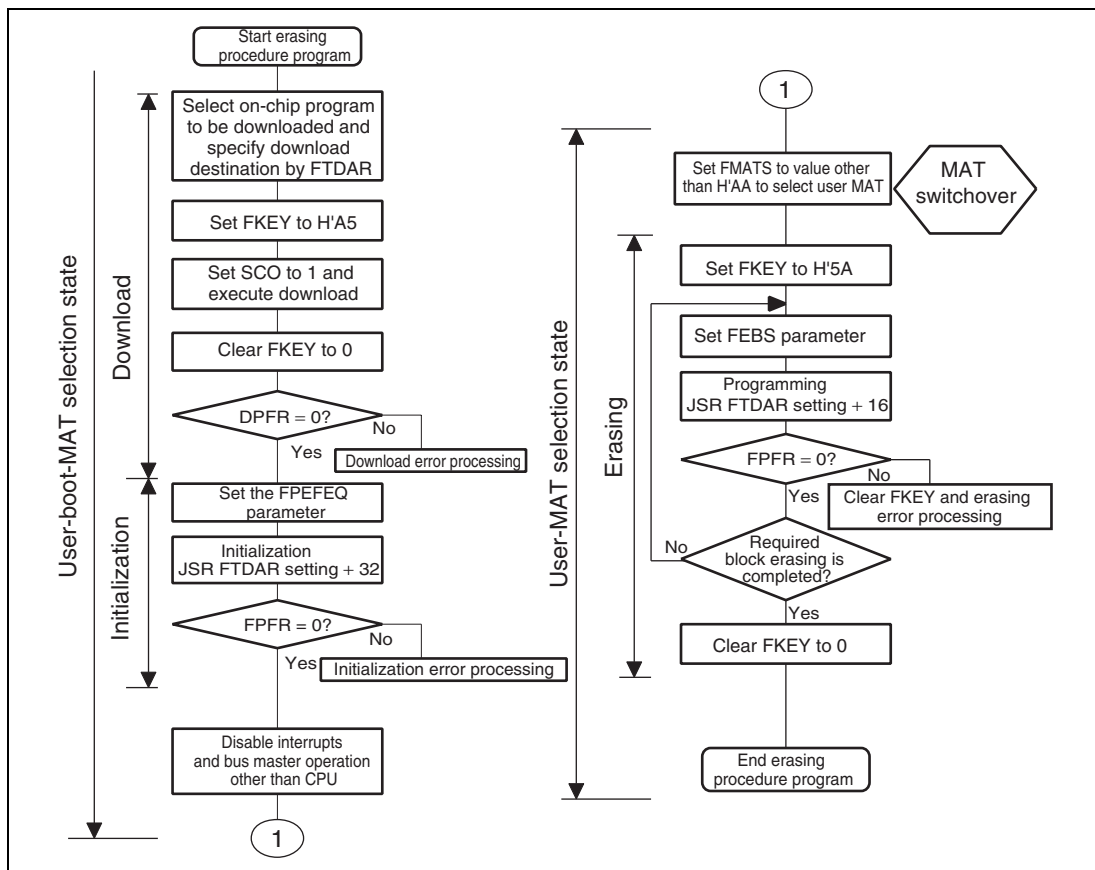 Start erasing
procedure program
Select on-chip program
to be downloaded and
specify download
destination by FTDAR
Set FKEY to H'A5
Set SCO to 1 and
execute download
Clear FKEY to 0
DPFR = 0?
No
Yes
Download error processing
Set the FPEFEQ
parameter
Initialization
JSR FTDAR setting + 32
FPFR = 0?
No
Yes
Initialization error processing
Disable interrupts
and bus master operation
other than CPU
1
User-boot-MAT selection state
Download
Initialization
1
Set FMATS to value other
than H'AA to select user MAT
MAT
switchover
Set FKEY to H'5A
Set FEBS parameter
Programming
JSR FTDAR setting + 16
FPFR = 0?
No
Yes
Clear FKEY and erasing
error processing
Required
block erasing is
completed?
No
Yes
Clear FKEY to 0
End erasing
procedure program
User-MAT selection state
Erasing